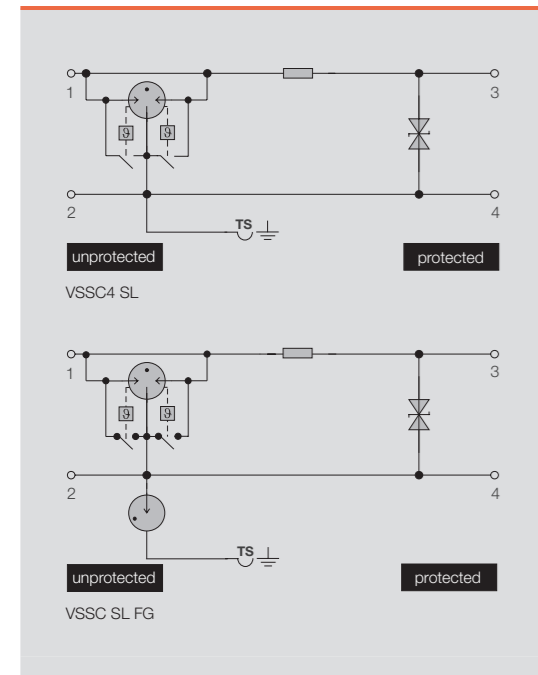 1 3
ϑ ϑ
2 4
TS
unprotected protected
VSSC4 SL
1 3
ϑ ϑ
2 4
TS
unprotected protected
VSSC SL FG